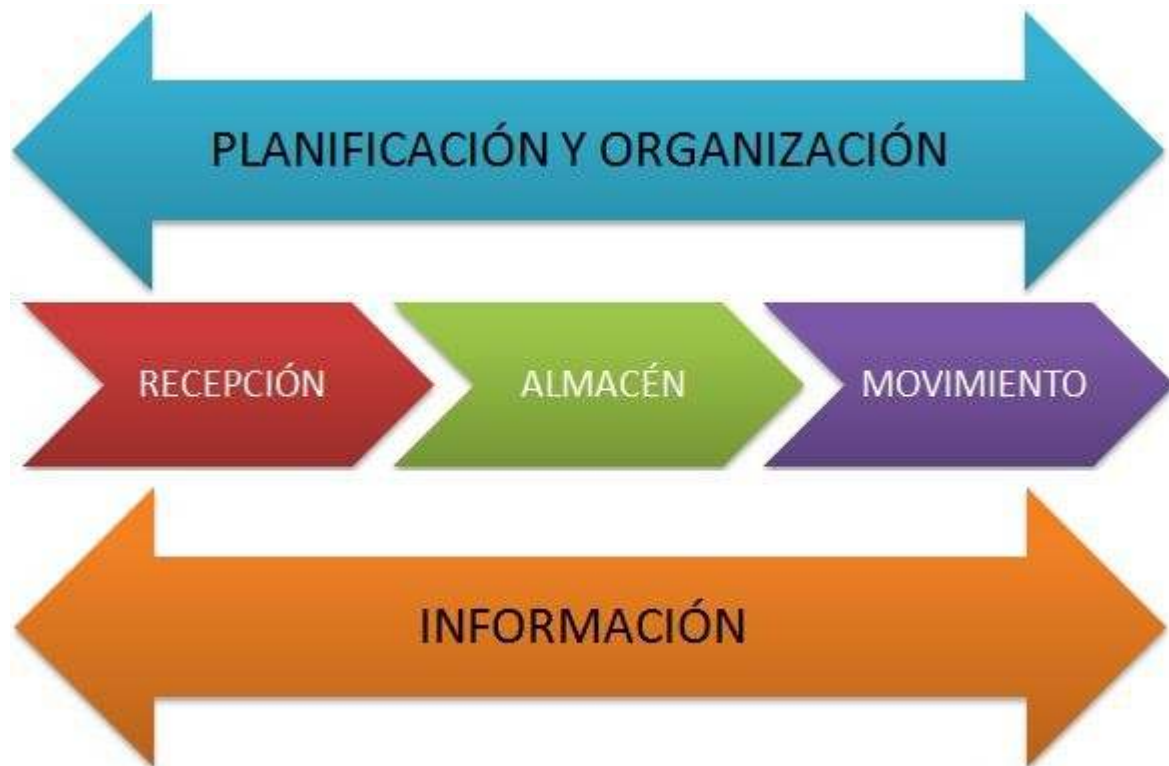 PLANIFICACIÓN Y ORGANIZACIÓN
RECEPCIÓN
ALMACÉN
MOVIMIENTO
INFORMACIÓN